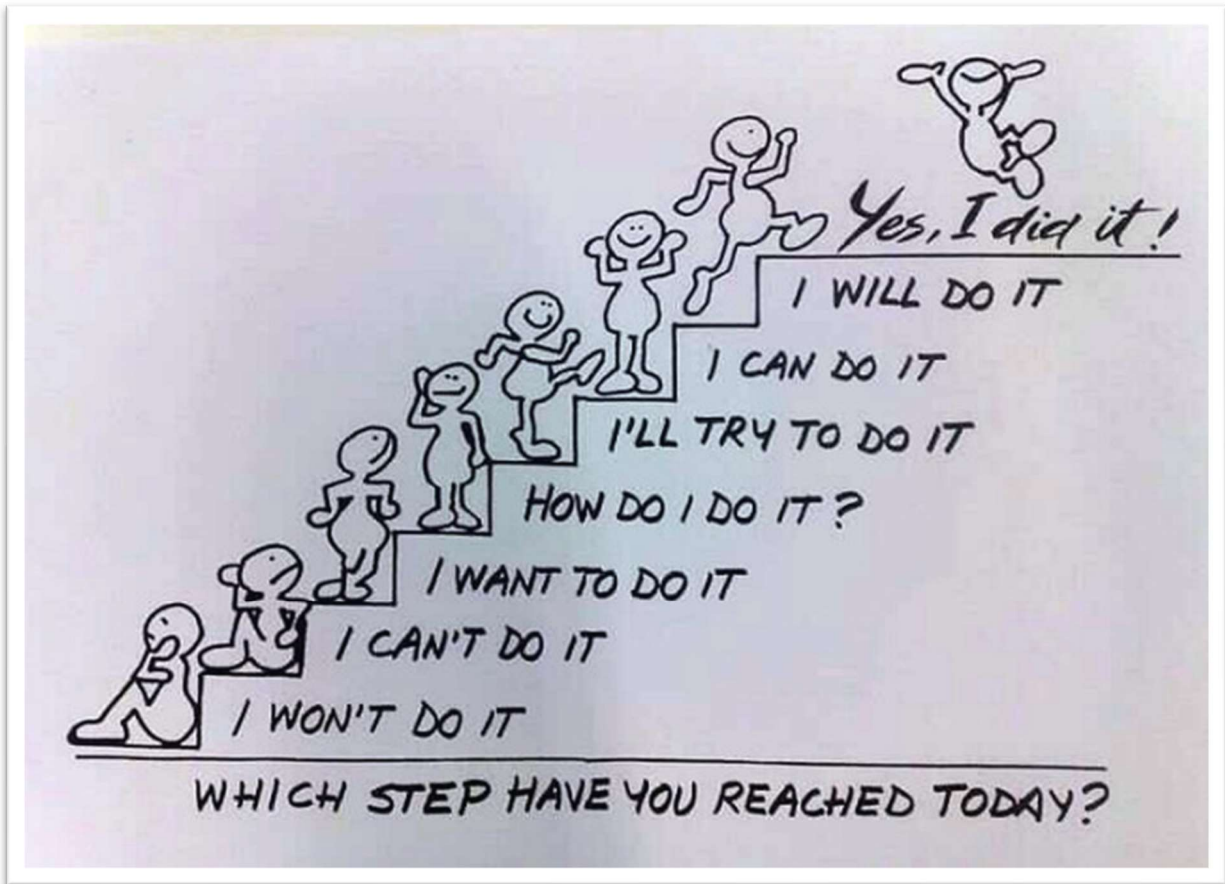 Yes, I did it!
I WILL DO IT
I CAN DO IT
I'LL TRY TO DO IT
HOW DO I DO IT?
I WANT TO DO IT
I CAN'T DO IT
I WON'T DO IT
WHICH STEP HAVE YOU REACHED TODAY?